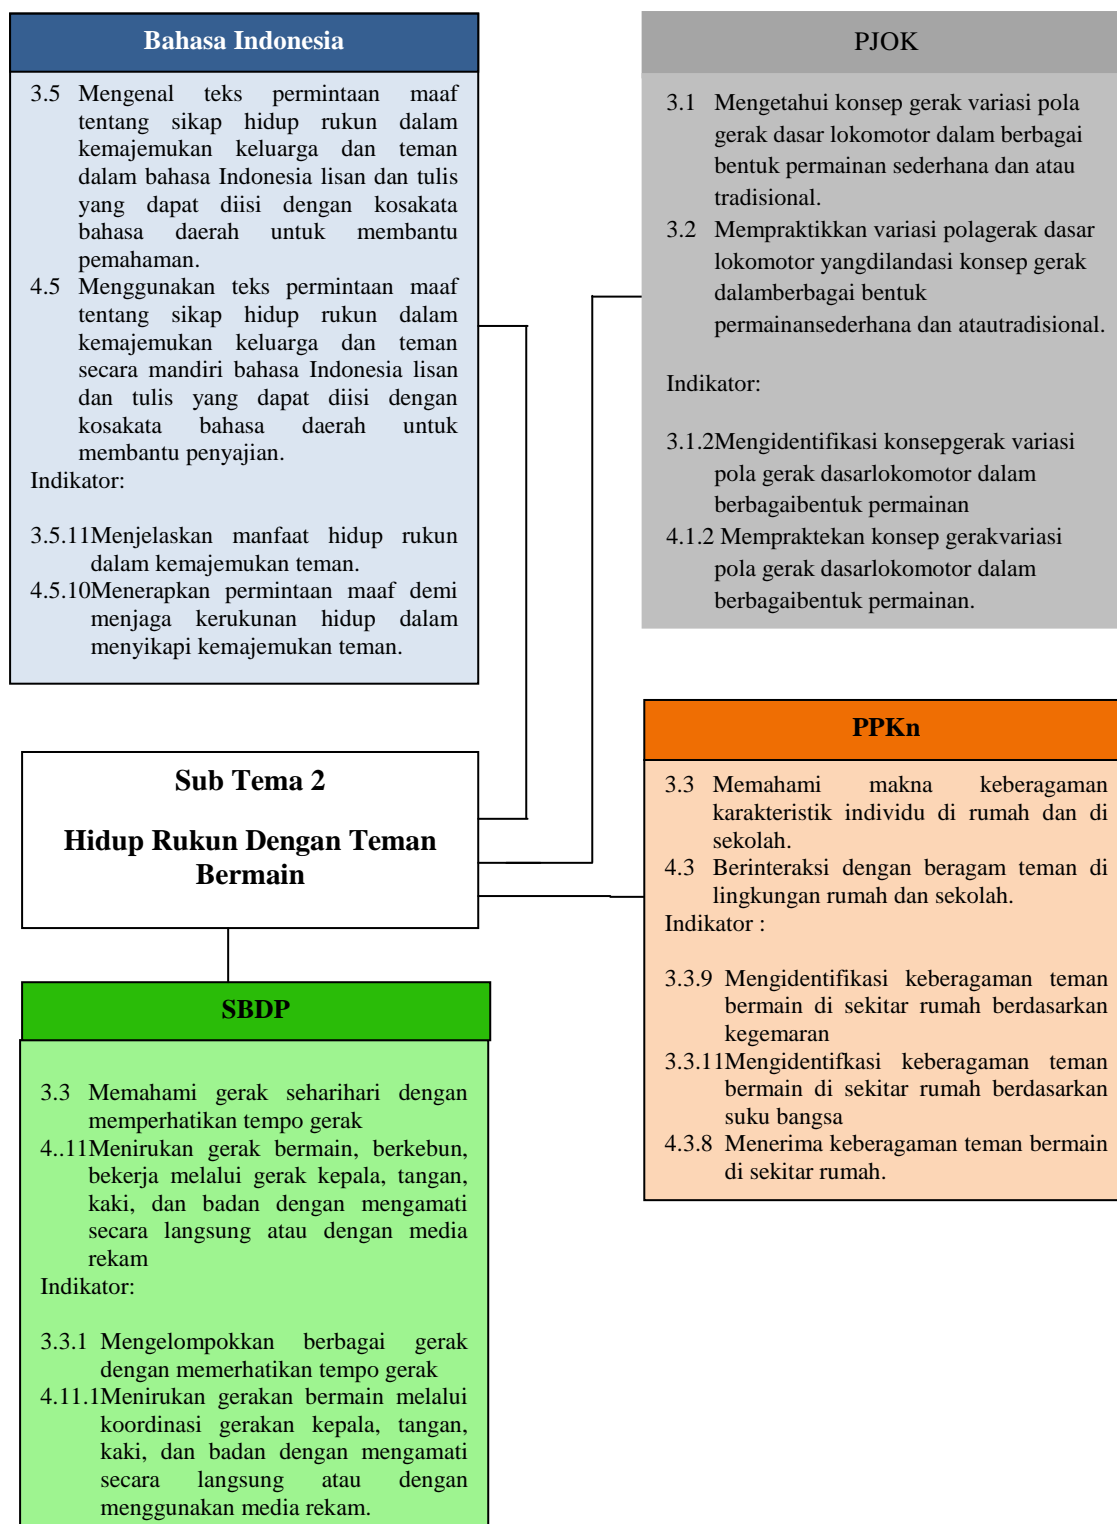 Bahasa Indonesia
3.5 Mengenal teks permintaan maaf
tentang sikap hidup rukun dalam
kemajemukan keluarga dan teman
dalam bahasa Indonesia lisan dan tulis
yang dapat diisi dengan kosakata
bahasa daerah untuk membantu
pemahaman.
4.5 Menggunakan teks permintaan maaf
tentang sikap hidup rukun dalam
kemajemukan keluarga dan teman
secara mandiri bahasa Indonesia lisan
dan tulis yang dapat diisi dengan
kosakata bahasa daerah untuk
membantu penyajian.
Indikator:
3.5.11Menjelaskan manfaat hidup rukun
dalam kemajemukan teman.
4.5.10Menerapkan permintaan maaf demi
menjaga kerukunan hidup dalam
menyikapi kemajemukan teman.
PJOK
3.1 Mengetahui konsep gerak variasi pola
gerak dasar lokomotor dalam berbagai
bentuk permainan sederhana dan atau
tradisional.
3.2 Mempraktikkan variasi polagerak dasar
lokomotor yangdilandasi konsep gerak
dalamberbagai bentuk
permainansederhana dan atautradisional.
Indikator:
3.1.2Mengidentifikasi konsepgerak variasi
pola gerak dasarlokomotor dalam
berbagaibentuk permainan
4.1.2 Mempraktekan konsep gerakvariasi
pola gerak dasarlokomotor dalam
berbagaibentuk permainan.
Sub Tema 2
Hidup Rukun Dengan Teman
Bermain
PPKn
3.3 Memahami makna keberagaman
karakteristik individu di rumah dan di
sekolah.
4.3 Berinteraksi dengan beragam teman di
lingkungan rumah dan sekolah.
Indikator :
3.3.9 Mengidentifikasi keberagaman teman
bermain di sekitar rumah berdasarkan
kegemaran
3.3.11Mengidentifkasi keberagaman teman
bermain di sekitar rumah berdasarkan
suku bangsa
4.3.8 Menerima keberagaman teman bermain
di sekitar rumah.
SBDP
3.3 Memahami gerak seharihari dengan
memperhatikan tempo gerak
4..11Menirukan gerak bermain, berkebun,
bekerja melalui gerak kepala, tangan,
kaki, dan badan dengan mengamati
secara langsung atau dengan media
rekam
Indikator:
3.3.1 Mengelompokkan berbagai gerak
dengan memerhatikan tempo gerak
4.11.1Menirukan gerakan bermain melalui
koordinasi gerakan kepala, tangan,
kaki, dan badan dengan mengamati
secara langsung atau dengan
menggunakan media rekam.